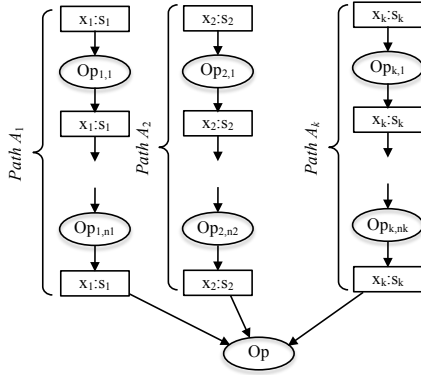 x1:s1 x2:s2 xk:sk
Op1,1 Op2,1 Opk,1
x1:s1 x2:s2 xk:sk
Path A1 Path A2 Path Ak
Op1,n1 Op2,n2 Opk,nk
x1:s1 x2:s2 xk:sk
Op